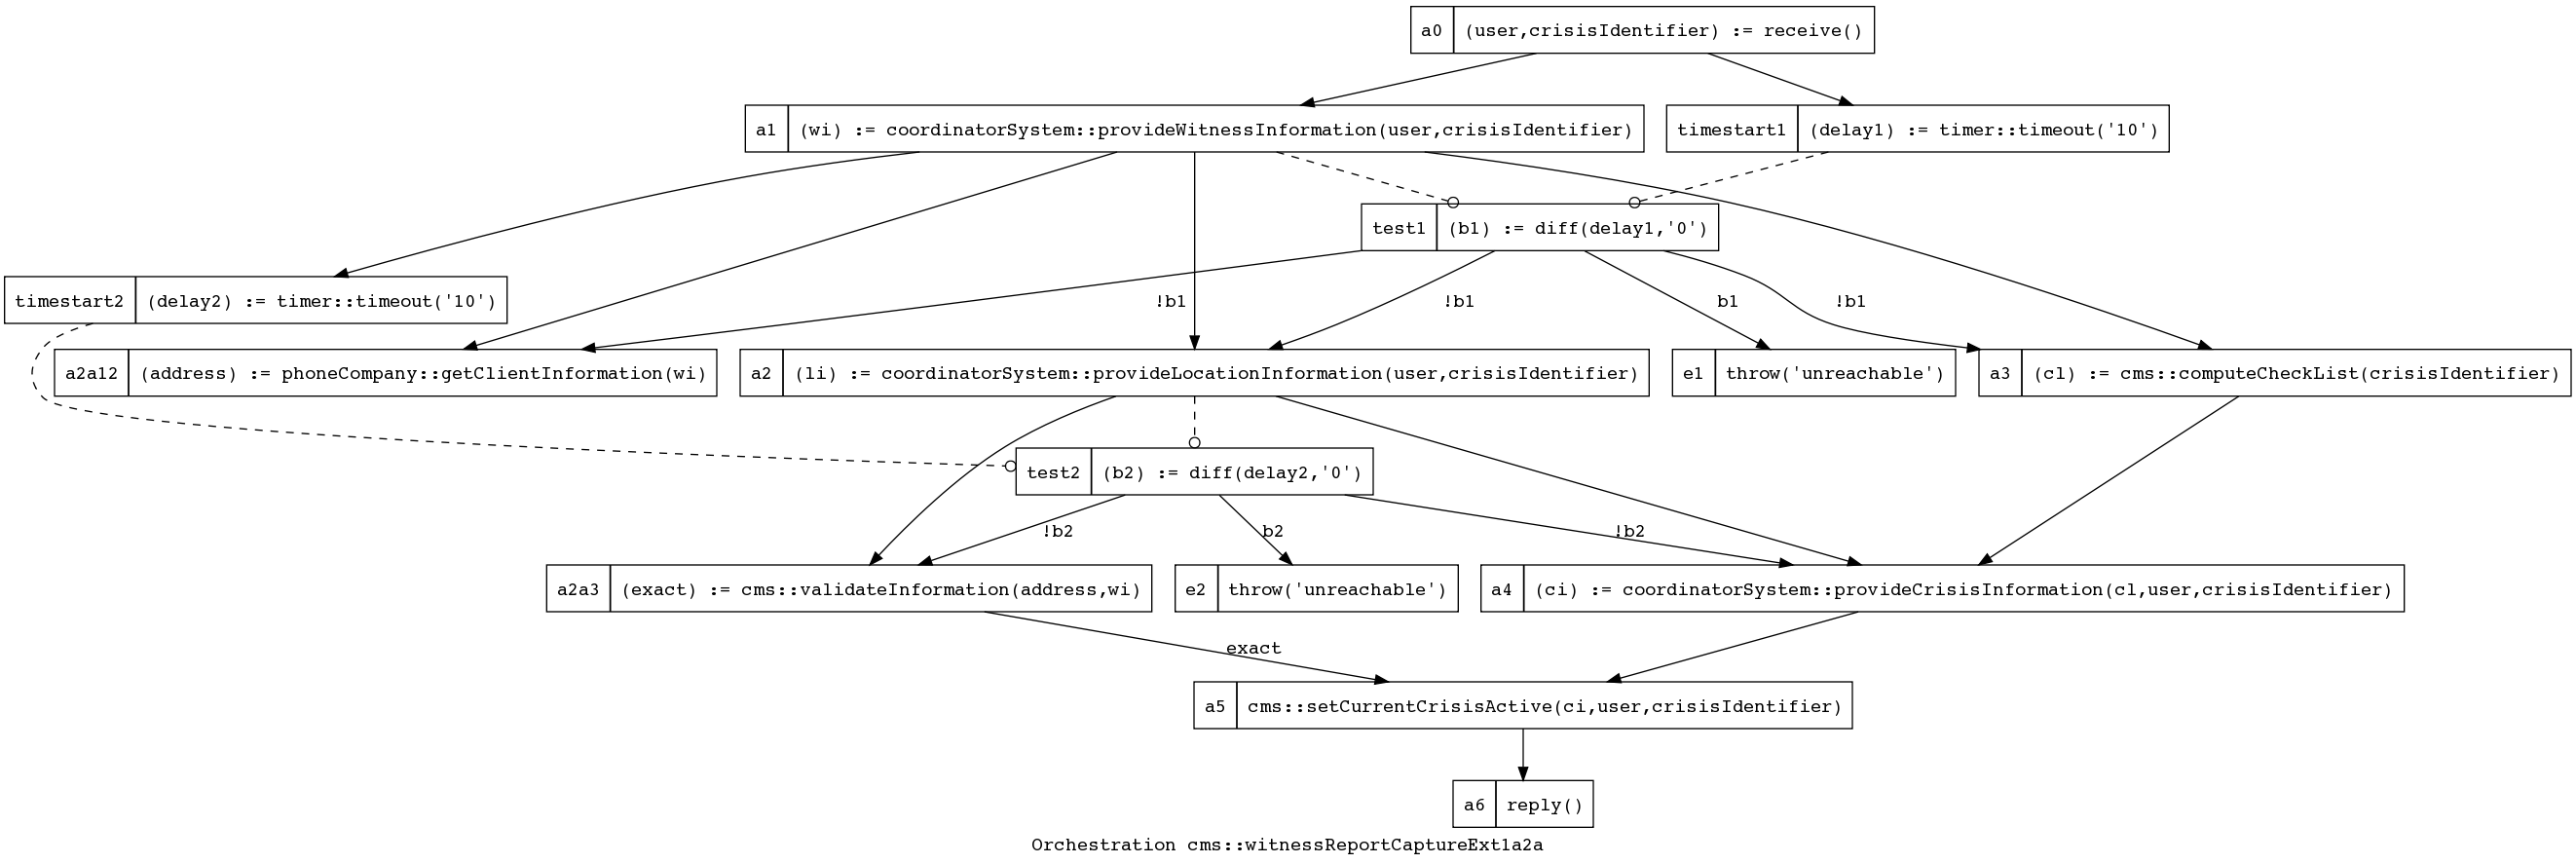 a0 (user,crisisIdentifier) := receive()
a1 (wi) := coordinatorSystem::provideWitnessInformation(user,crisisIdentifier)
timestart1 (delay1) := timer::timeout('10')
test1 (b1) := diff(delay1,'0')
timestart2 (delay2) := timer::timeout('10')
!b1
!b1
b1
!b1
a2a12 (address) := phoneCompany::getClientInformation(wi)
a2 (li) := coordinatorSystem::provideLocationInformation(user,crisisIdentifier)
e1 throw('unreachable')
a3 (cl) := cms::computeCheckList(crisisIdentifier)
test2 (b2) := diff(delay2,'0')
!b2
b2
!b2
a2a3 (exact) := cms::validateInformation(address,wi)
e2 throw('unreachable')
a4 (ci) := coordinatorSystem::provideCrisisInformation(cl,user,crisisIdentifier)
exact
a5 cms::setCurrentCrisisActive(ci,user,crisisIdentifier)
a6 reply()
Orchestration cms::witnessReportCaptureExt1a2a